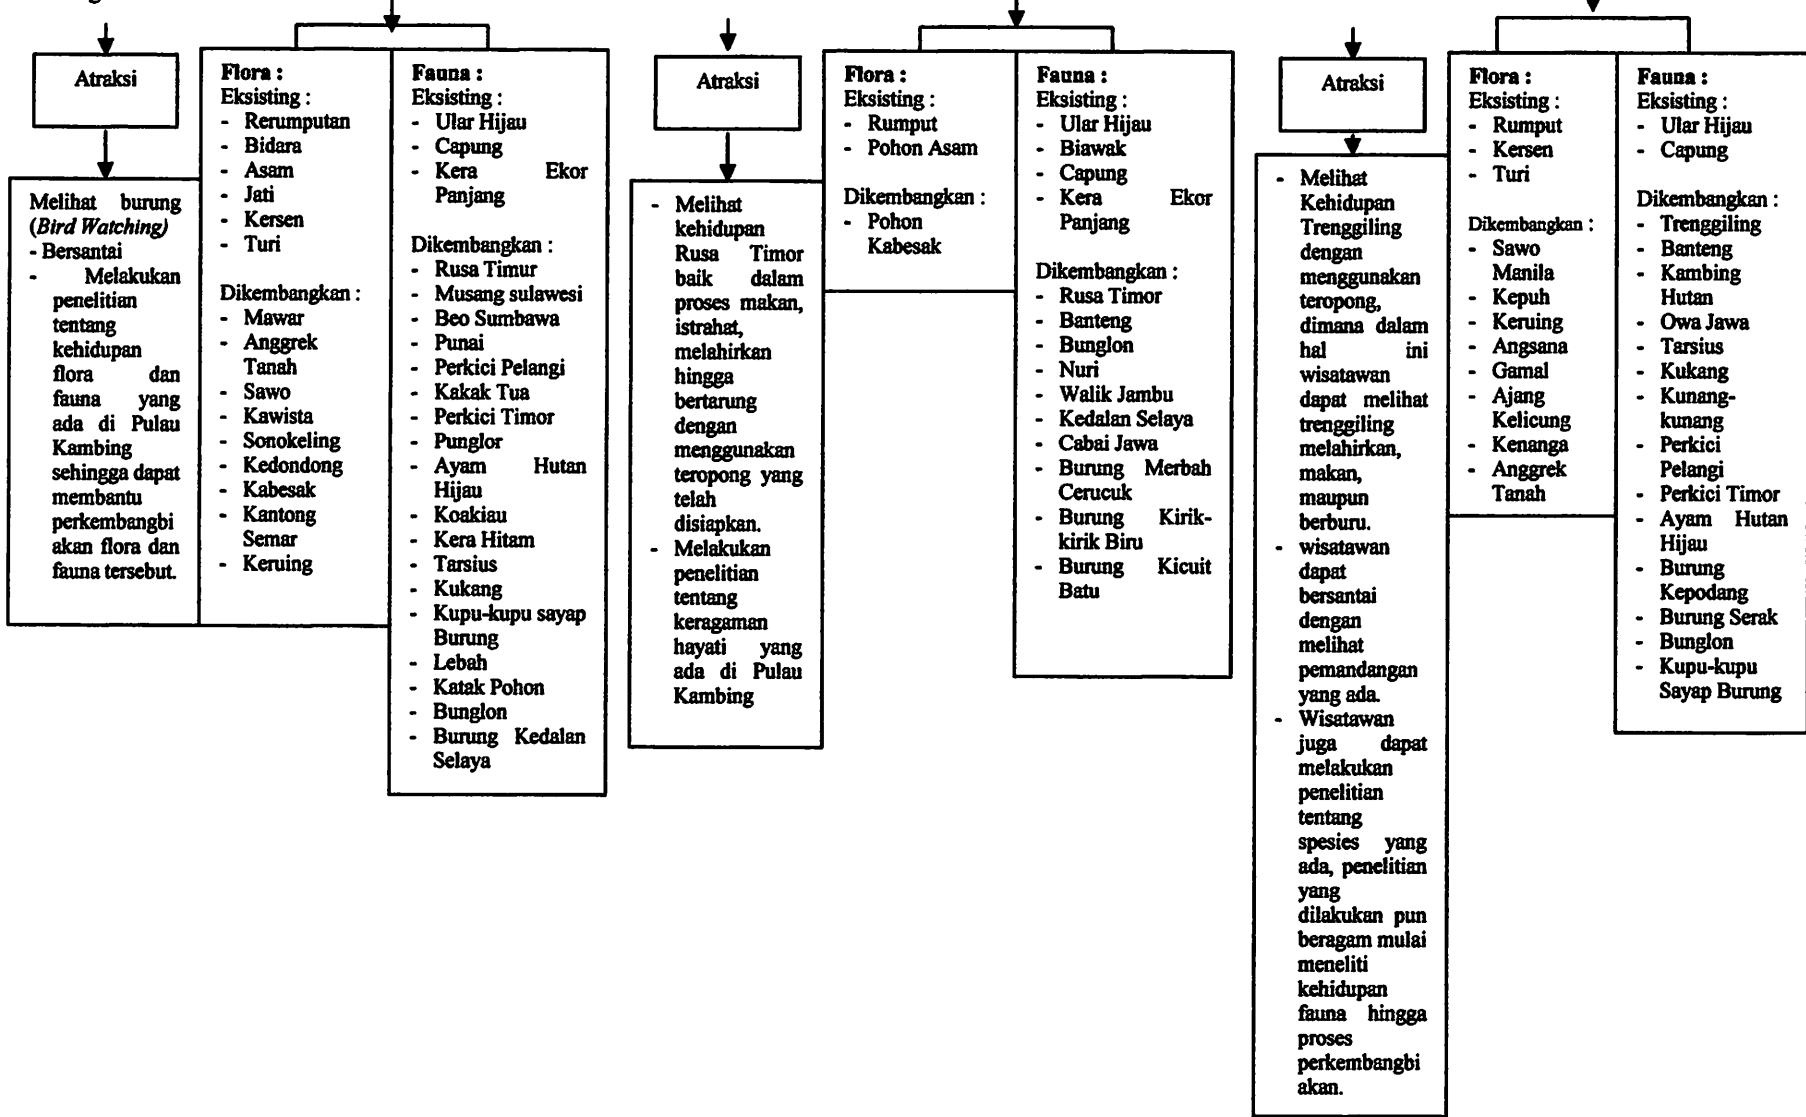 Atraksi
Melihat burung
(Bird Watching)
- Bersantai
- Melakukan
penelitian
tentang
kehidupan
flora dan
fauna yang
ada di Pulau
Kambing
sehingga dapat
membantu
perkembangbi
akan flora dan
fauna tersebut.
Flora :
Eksisting :
- Rerumputan
- Bidara
- Asam
- Jati
- Kersen
- Turi
Dikembangkan :
- Mawar
- Anggrek
Tanah
- Sawo
- Kawista
- Sonokeling
- Kedondong
- Kabesak
- Kantong
Semar
- Keruing
Fauna :
Eksisting :
- Ular Hijau
- Capung
- Kera Ekor
Panjang
Dikembangkan :
- Rusa Timur
- Musang sulawesi
- Beo Sumbawa
- Punai
- Perkici Pelangi
- Kakak Tua
- Perkici Timor
- Punglor
- Ayam Hutan
Hijau
- Koakiau
- Kera Hitam
- Tarsius
- Kukang
- Kupu-kupu sayap
Burung
- Lebah
- Katak Pohon
- Bunglon
- Burung Kedalan
Selaya
Atraksi
- Melihat
kehidupan
Rusa Timor
baik dalam
proses makan,
istrahat,
melahirkan
hingga
bertarung
dengan
menggunakan
teropong yang
telah
disiapkan.
- Melakukan
penelitian
tentang
keragaman
hayati yang
ada di Pulau
Kambing
Flora :
Eksisting :
- Rumput
- Pohon Asam
Dikembangkan :
- Pohon
Kabesak
Fauna :
Eksisting :
- Ular Hijau
- Biawak
- Capung
- Kera Ekor
Panjang
Dikembangkan :
- Rusa Timor
- Banteng
- Bunglon
- Nuri
- Walik Jambu
- Kedalan Selaya
- Cabai Jawa
- Burung Merbah
Cerucuk
- Burung Kirik-
kirik Biru
- Burung Kicuit
Batu
Atraksi
- Melihat
Kehidupan
Trenggiling
dengan
menggunakan
teropong,
dimana dalam
hal ini
wisatawan
dapat melihat
trenggiling
melahirkan,
makan,
maupun
berburu.
- wisatawan
dapat
bersantai
dengan
melihat
pemandangan
yang ada.
- Wisatawan
juga dapat
melakukan
penelitian
tentang
spesies yang
ada, penelitian
yang
dilakukan pun
beragam mulai
meneliti
kehidupan
fauna hingga
proses
perkembangbi
akan.
Flora :
Eksisting :
- Rumput
- Kersen
- Turi
Dikembangkan :
- Sawo
Manila
- Kepuh
- Keruing
- Angsana
- Gamal
- Ajang
Kelicung
- Kenanga
- Anggrek
Tanah
Fauna :
Eksisting :
- Ular Hijau
- Capung
Dikembangkan :
- Trenggiling
- Banteng
- Kambing
Hutan
- Owa Jawa
- Tarsius
- Kukang
- Kunang-
kunang
- Perkici
Pelangi
- Perkici Timor
- Ayam Hutan
Hijau
- Burung
Kepodang
- Burung Serak
- Bunglon
- Kupu-kupu
Sayap Burung